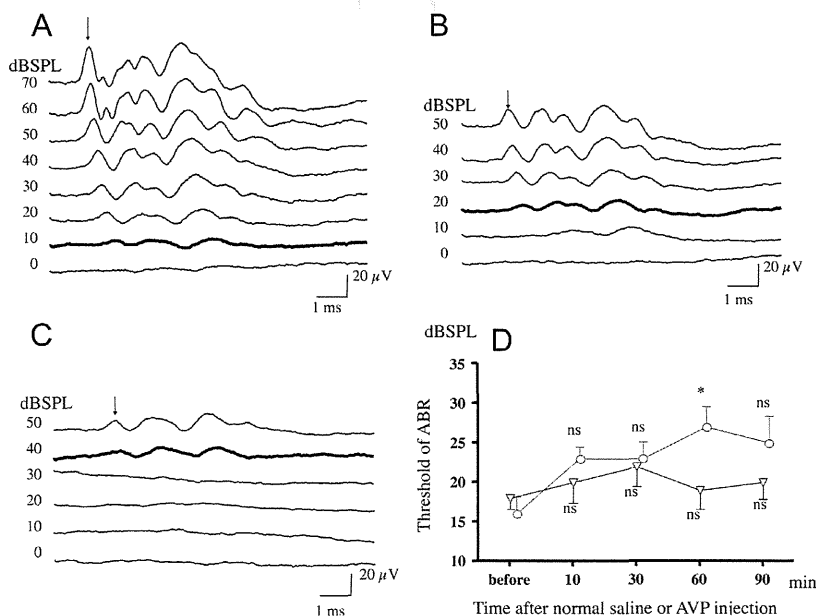 A
dBSPL
70
60
50
40
30
20
10
0
20 µV
1 ms
B
dBSPL
50
40
30
20
10
0
20 µV
1 ms
C
dBSPL
50
40
30
20
10
0
20 µV
1 ms
D
dBSPL
35
30
25
20
15
10
Threshold of ABR
ns
ns
*
ns
ns
ns
ns
ns
before 10 30 60 90 min
Time after normal saline or AVP injection